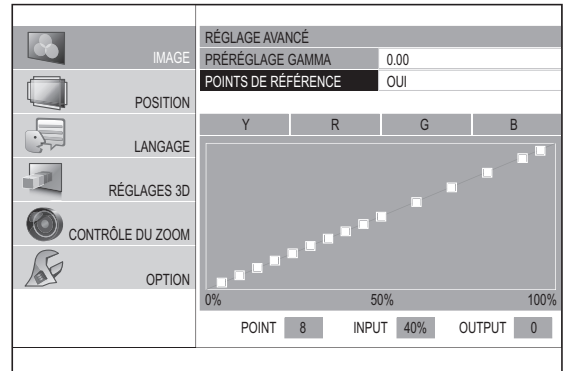 IMAGE
POSITION
LANGAGE
RÉGLAGES 3D
CONTRÔLE DU ZOOM
OPTION
RÉGLAGE AVANCÉ
PRÉRÉGLAGE GAMMA 0.00
POINTS DE RÉFÉRENCE OUI
Y R G B
0% 50% 100%
POINT 8 INPUT 40% OUTPUT 0